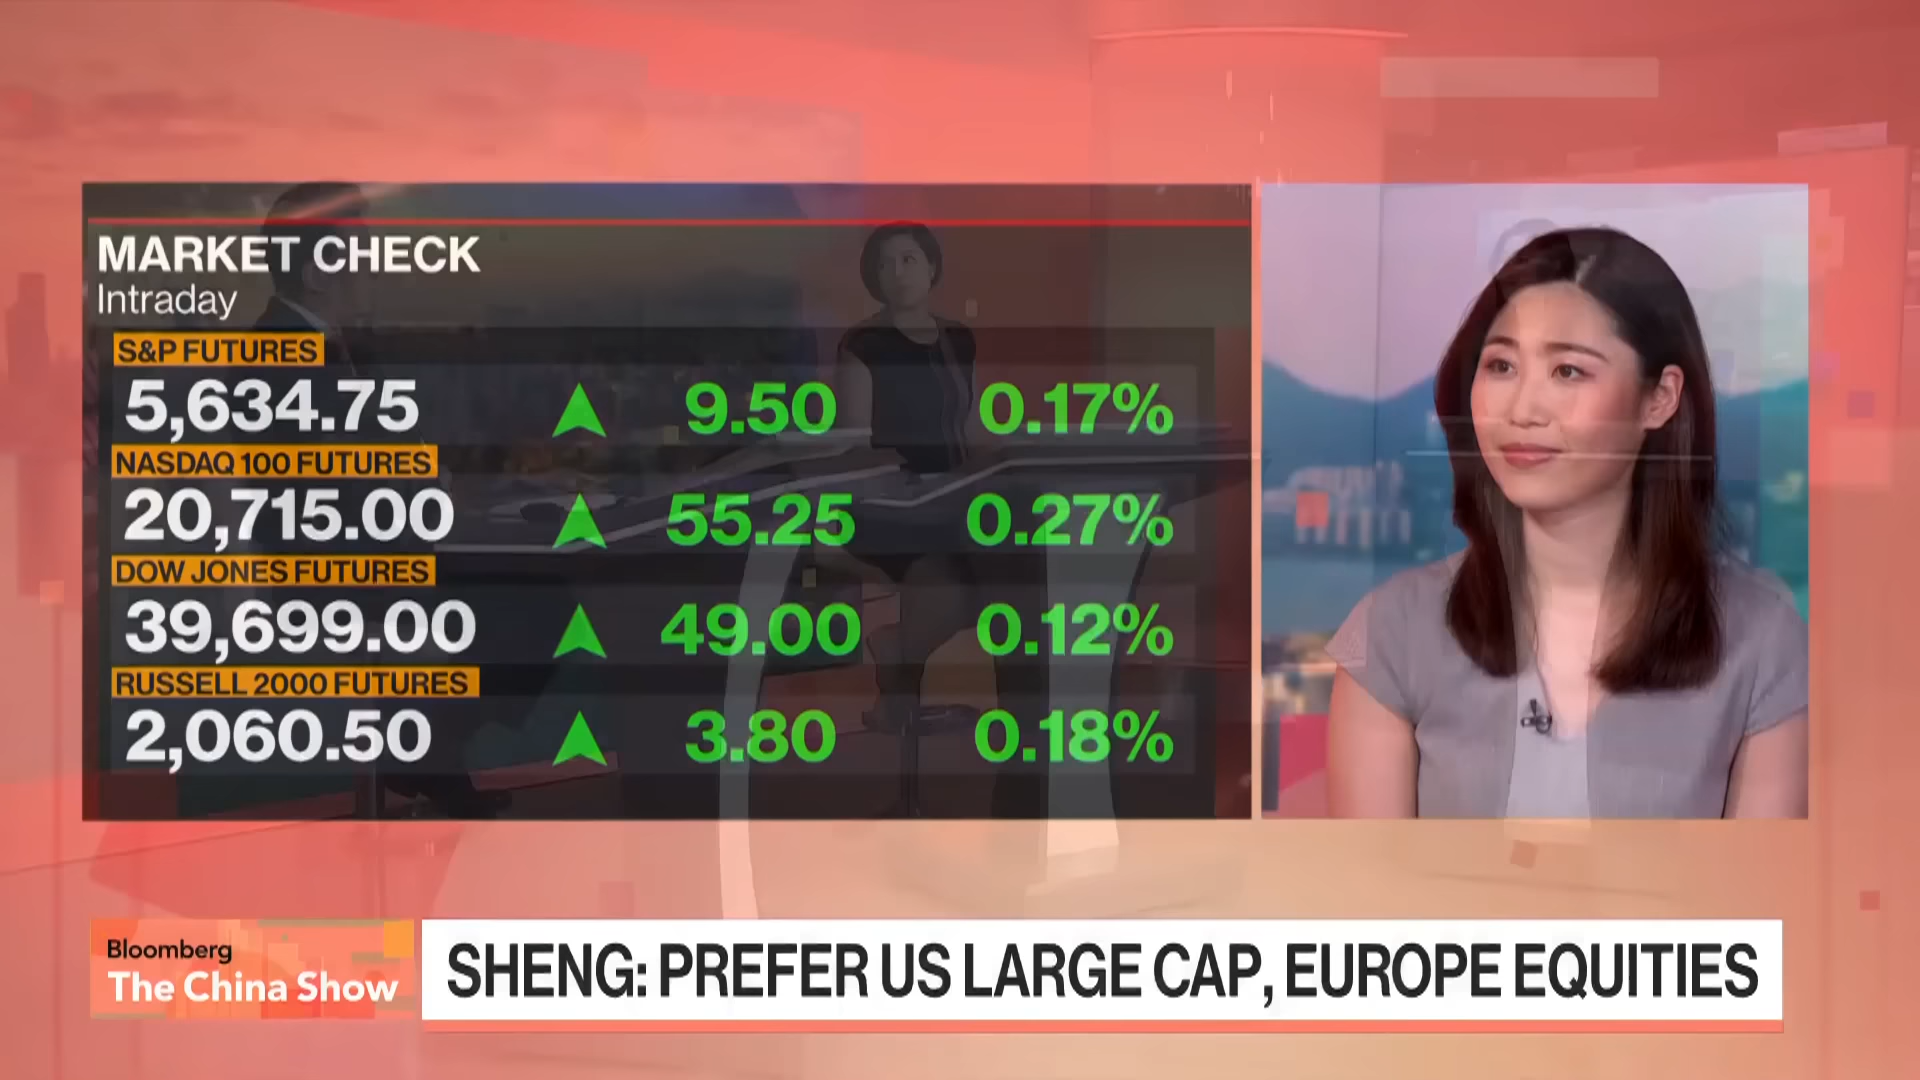 MARKET CHECK
Intraday
S&P FUTURES
5,634.75 ▲ 9.50 0.17%
NASDAQ 100 FUTURES
20,715.00 ▲ 55.25 0.27%
DOW JONES FUTURES
39,699.00 ▲ 49.00 0.12%
RUSSELL 2000 FUTURES
2,060.50 ▲ 3.80 0.18%
Bloomberg
The China Show
SHENG: PREFER US LARGE CAP, EUROPE EQUITIES